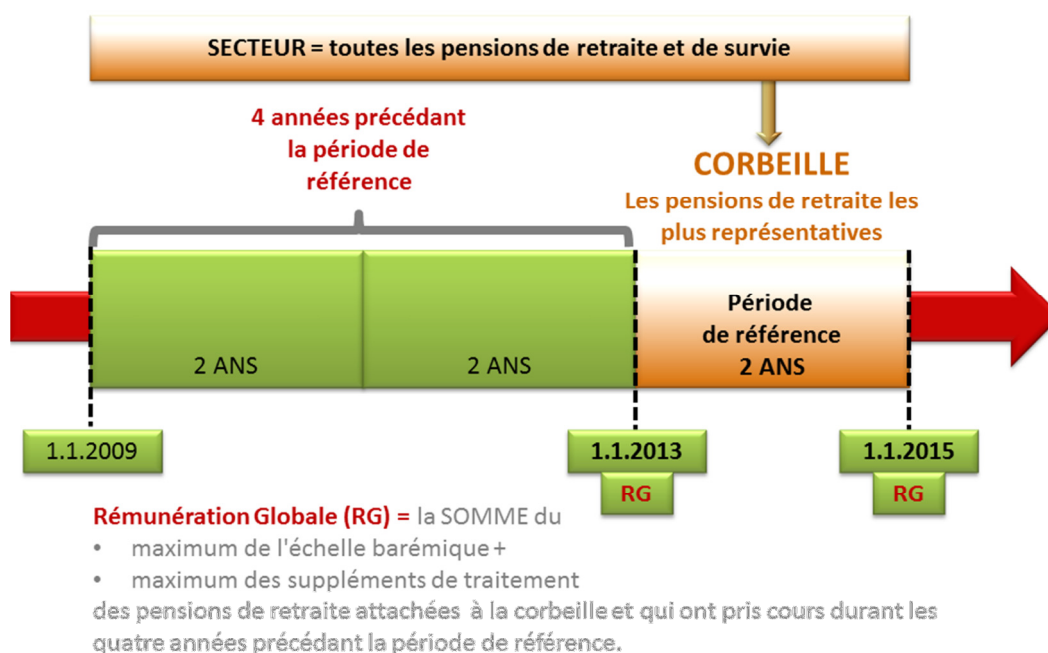 SECTEUR = toutes les pensions de retraite et de survie
4 années précédant
la période de
référence
CORBEILLE
Les pensions de retraite les
plus représentatives
2 ANS
2 ANS
Période
de référence
2 ANS
1.1.2009
1.1.2013
1.1.2015
RG
RG
Rémunération Globale (RG) = la SOMME du
• maximum de l'échelle barémique +
• maximum des suppléments de traitement
des pensions de retraite attachées à la corbeille et qui ont pris cours durant les
quatre années précédant la période de référence.